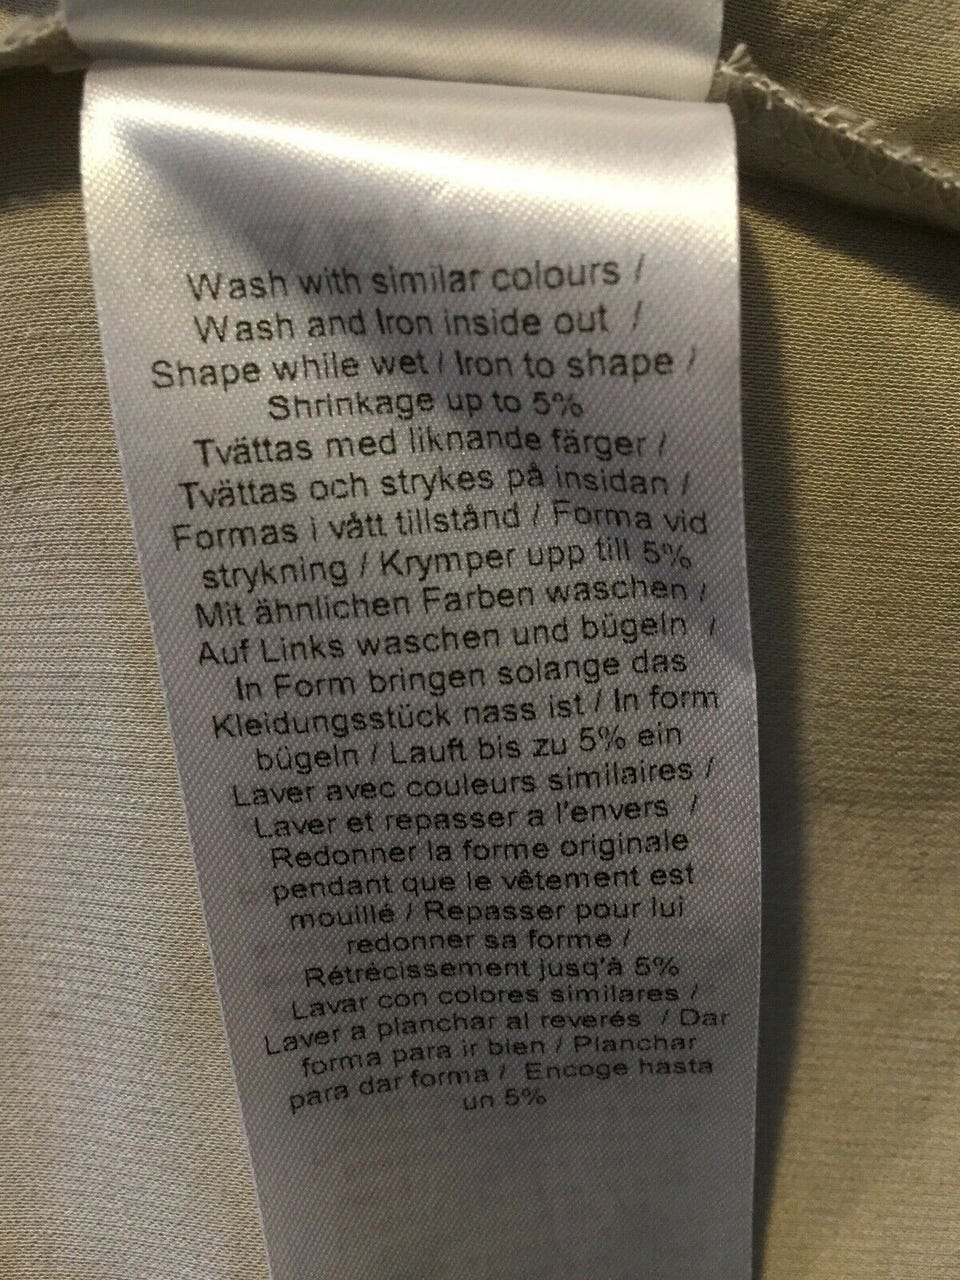 Wash with similar colours /
Wash and Iron inside out /
Shape while wet / Iron to shape /
Shrinkage up to 5%
Tvättas med liknande färger /
Tvättas och strykes på insidan /
Formas i vått tillstånd / Forma vid
strykning / Krymper upp till 5%
Mit ähnlichen Farben waschen /
Auf Links waschen und bügeln /
In Form bringen solange das
Kleidungsstück nass ist / In form
bügeln / Lauft bis zu 5% ein
Laver avec couleurs similaires /
Laver et repasser a l'envers /
Redonner la forme originale
pendant que le vêtement est
mouillé / Repasser pour lui
redonner sa forme /
Rétrécissement jusq'à 5%
Lavar con colores similares /
Laver a planchar al reverés / Dar
forma para ir bien / Planchar
para dar forma / Encoge hasta
un 5%